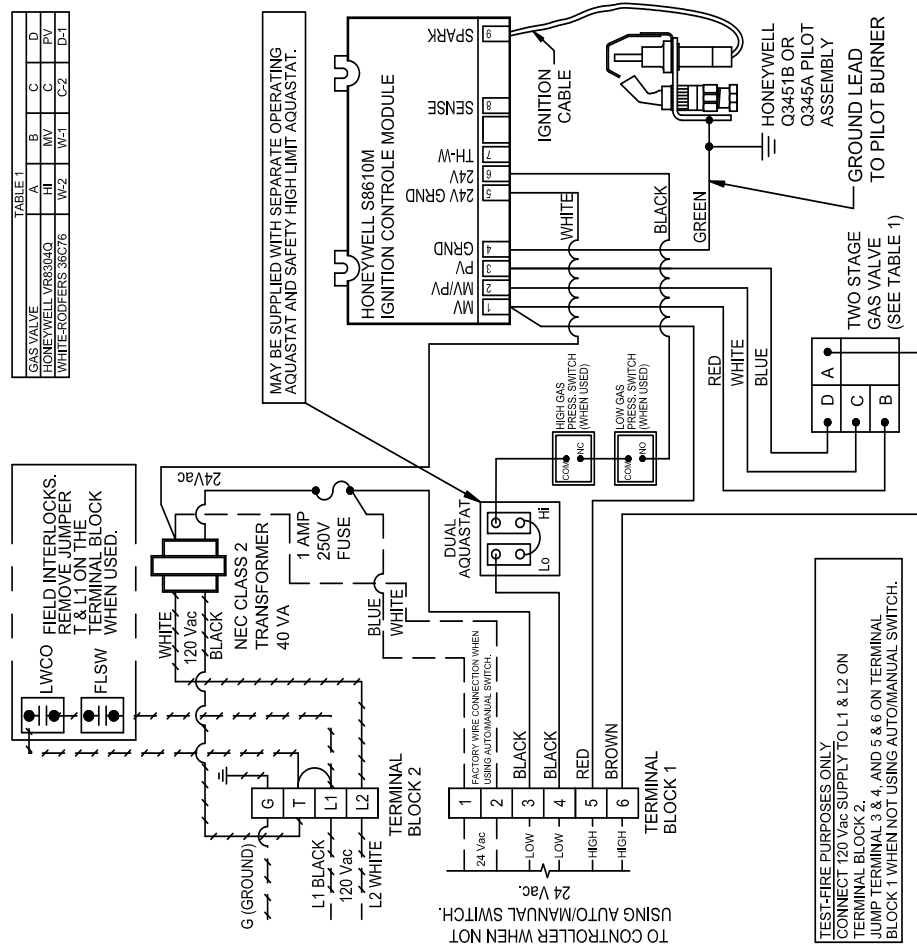 TABLE 1
GAS VALVE A B C D
HONEYWELL VR8304Q HI MV C PV
WHITE-RODFERS 36C76 W-2 W-1 C-2 D-1
FIELD INTERLOCKS.
REMOVE JUMPER
T & L1 ON THE
TERMINAL BLOCK
WHEN USED.
LWCO
FLSW
MAY BE SUPPLIED WITH SEPARATE OPERATING
AQUASTAT AND SAFETY HIGH LIMIT AQUASTAT.
HONEYWELL S8610M
IGNITION CONTROLE MODULE
MV
MV/PV
PV
GRND
24V GRND
24V
TH-W
SENSE
SPARK
1
2
3
4
5
6
7
8
9
IGNITION
CABLE
HONEYWELL
Q3451B OR
Q345A PILOT
ASSEMBLY
GROUND LEAD
TO PILOT BURNER
WHITE
BLACK
GREEN
24Vac
WHITE
120 Vac
BLACK
NEC CLASS 2
TRANSFORMER
40 VA
1 AMP
250V
FUSE
BLUE
WHITE
DUAL
AQUASTAT
Lo
Hi
HIGH GAS
PRESS. SWITCH
(WHEN USED)
COM
NC
LOW GAS
PRESS. SWITCH
(WHEN USED)
COM
NO
RED
WHITE
BLUE
D
A
C
B
TWO STAGE
GAS VALVE
(SEE TABLE 1)
G (GROUND)
L1 BLACK
120 Vac
L2 WHITE
G
T
L1
L2
TERMINAL
BLOCK 2
FACTORY WIRE CONNECTION WHEN
USING AUTO/MANUAL SWITCH.
BLACK
BLACK
RED
BROWN
1
2
3
4
5
6
TERMINAL
BLOCK 1
24 Vac
LOW
LOW
HIGH
HIGH
24 Vac.
TO CONTROLLER WHEN NOT
USING AUTO/MANUAL SWITCH.
TEST-FIRE PURPOSES ONLY
CONNECT 120 Vac SUPPLY TO L1 & L2 ON
TERMINAL BLOCK 2.
JUMP TERMINAL 3 & 4, AND 5 & 6 ON TERMINAL
BLOCK 1 WHEN NOT USING AUTO/MANUAL SWITCH.